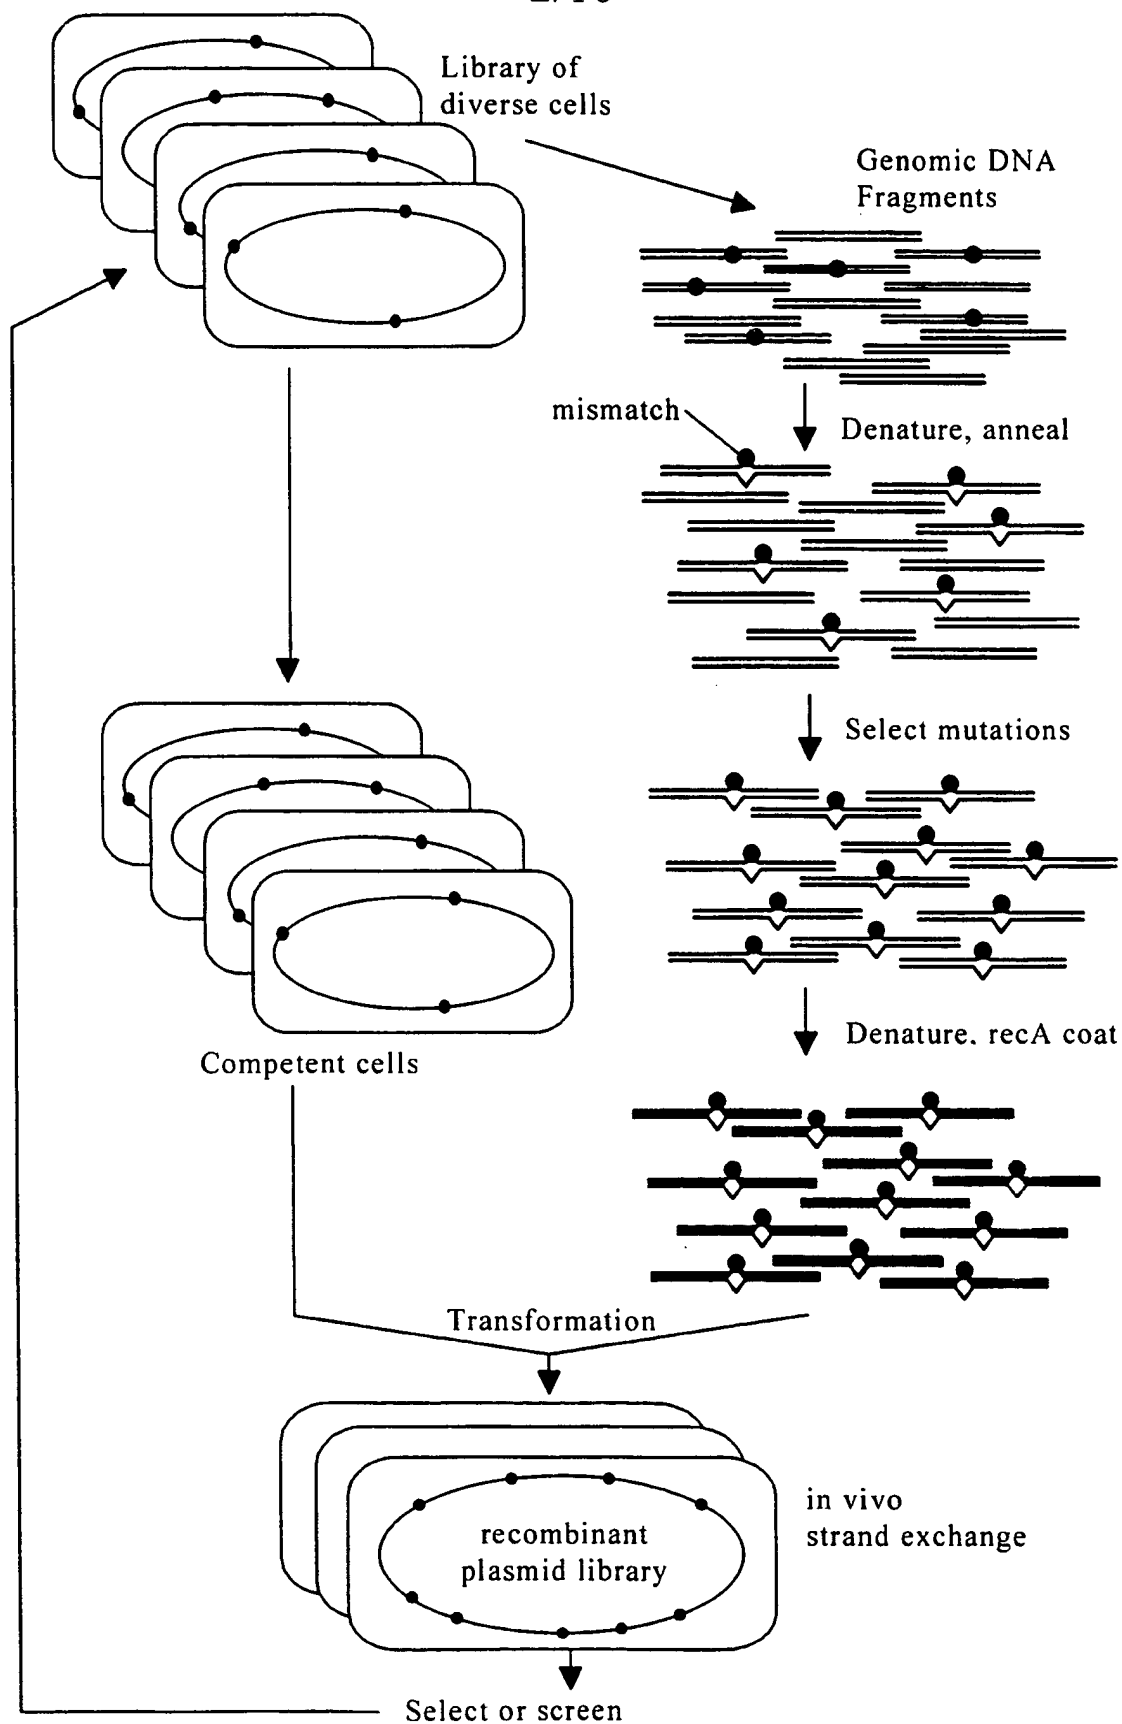 Library of
diverse cells
Genomic DNA
Fragments
mismatch
Denature, anneal
Select mutations
Denature. recA coat
Competent cells
Transformation
recombinant
plasmid library
in vivo
strand exchange
Select or screen